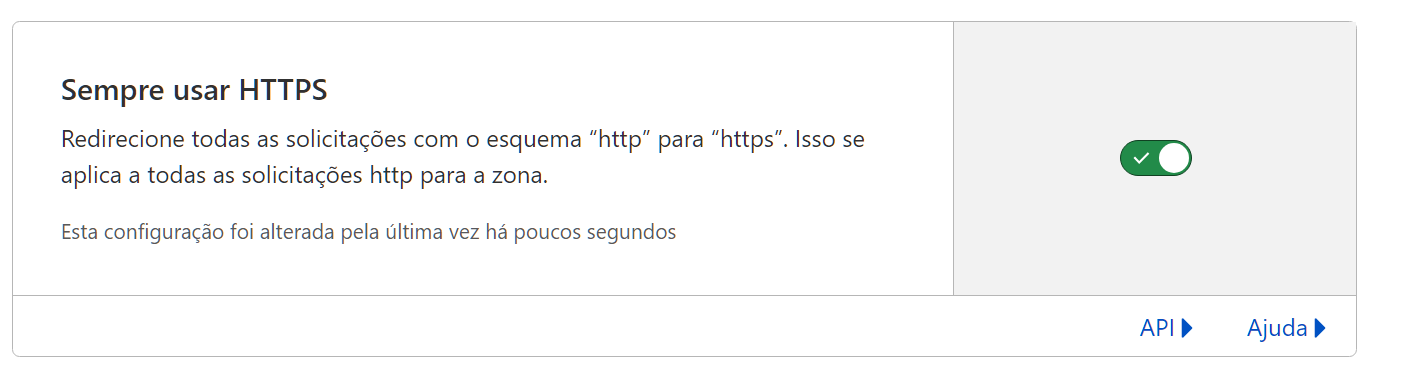 Sempre usar HTTPS
Redirecione todas as solicitações com o esquema “http” para “https”. Isso se
aplica a todas as solicitações http para a zona.
Esta configuração foi alterada pela última vez há poucos segundos
API
Ajuda